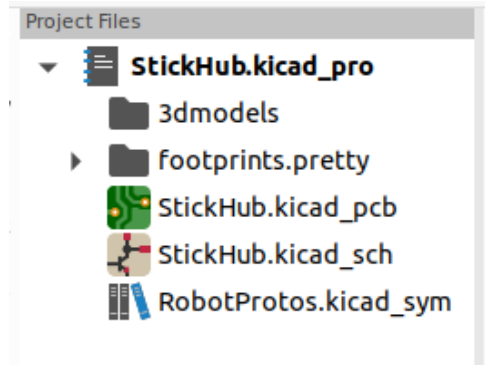 Project Files
StickHub.kicad_pro
3dmodels
footprints.pretty
StickHub.kicad_pcb
StickHub.kicad_sch
RobotProtos.kicad_sym